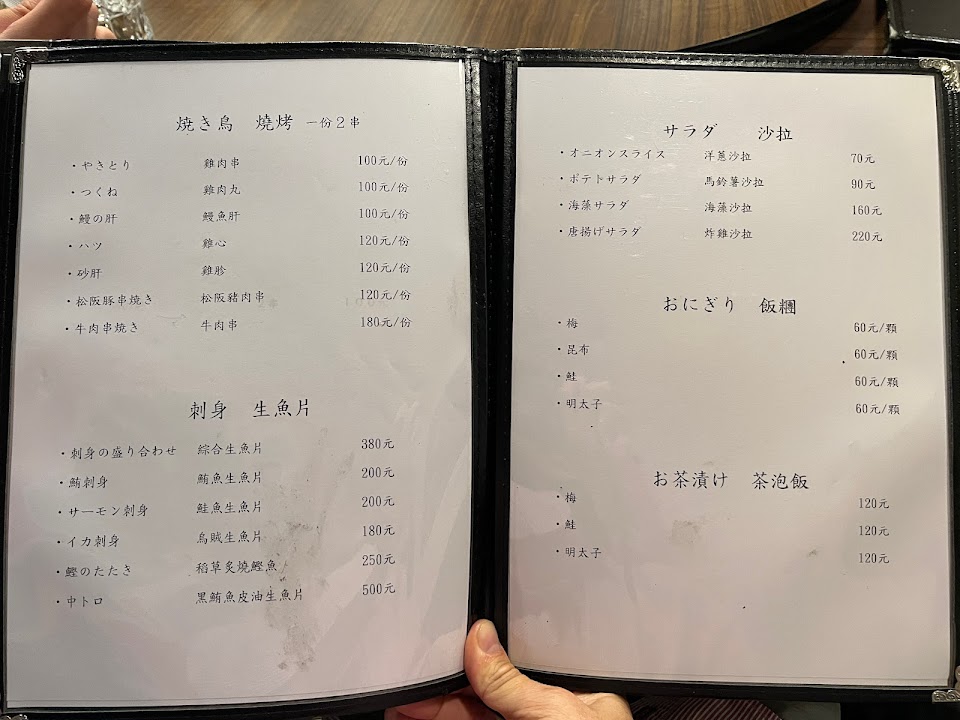 焼き鳥 燒烤 一份2串
・やきとり 雞肉串 100元/份
・つくね 雞肉丸 100元/份
・鰻の肝 鰻魚肝 100元/份
・ハツ 雞心 120元/份
・砂肝 雞胗 120元/份
・松阪豚串焼き 松阪豬肉串 120元/份
・牛肉串焼き 牛肉串 180元/份
刺身 生魚片
・刺身の盛り合わせ 綜合生魚片 380元
・鮪刺身 鮪魚生魚片 200元
・サーモン刺身 鮭魚生魚片 200元
・イカ刺身 烏賊生魚片 180元
・鰹のたたき 稻草炙燒鰹魚 250元
・中トロ 黑鮪魚皮油生魚片 500元
サラダ 沙拉
・オニオンスライス 洋蔥沙拉 70元
・ポテトサラダ 馬鈴薯沙拉 90元
・海藻サラダ 海藻沙拉 160元
・唐揚げサラダ 炸雞沙拉 220元
おにぎり 飯糰
・梅 60元/顆
・昆布 60元/顆
・鮭 60元/顆
・明太子 60元/顆
お茶漬け 茶泡飯
・梅 120元
・鮭 120元
・明太子 120元